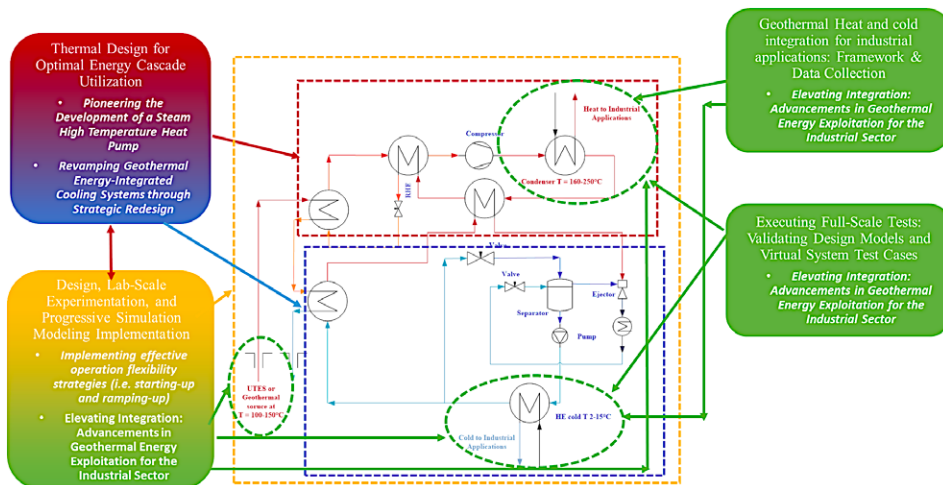 Thermal Design for
Optimal Energy Cascade
Utilization
• Pioneering the
Development of a Steam
High Temperature Heat
Pump
• Revamping Geothermal
Energy-Integrated
Cooling Systems through
Strategic Redesign
Design, Lab-Scale
Experimentation, and
Progressive Simulation
Modeling Implementation
• Implementing effective
operation flexibility
strategies (i.e. starting-up
and ramping-up)
• Elevating Integration:
Advancements in
Geothermal Energy
Exploitation for the
Industrial Sector
Compressor
Heat to Industrial
Applications
Condenser T = 160-250°C
Valve
Valve
Separator
Ejector
Pump
UTES or
Geothermal
soruce at
T = 100-150°C
HE cold T 2-15°C
Cold to Industrial
Applications
Geothermal Heat and cold
integration for industrial
applications: Framework &
Data Collection
• Elevating Integration:
Advancements in Geothermal
Energy Exploitation for the
Industrial Sector
Executing Full-Scale Tests:
Validating Design Models and
Virtual System Test Cases
• Elevating Integration:
Advancements in Geothermal
Energy Exploitation for the
Industrial Sector